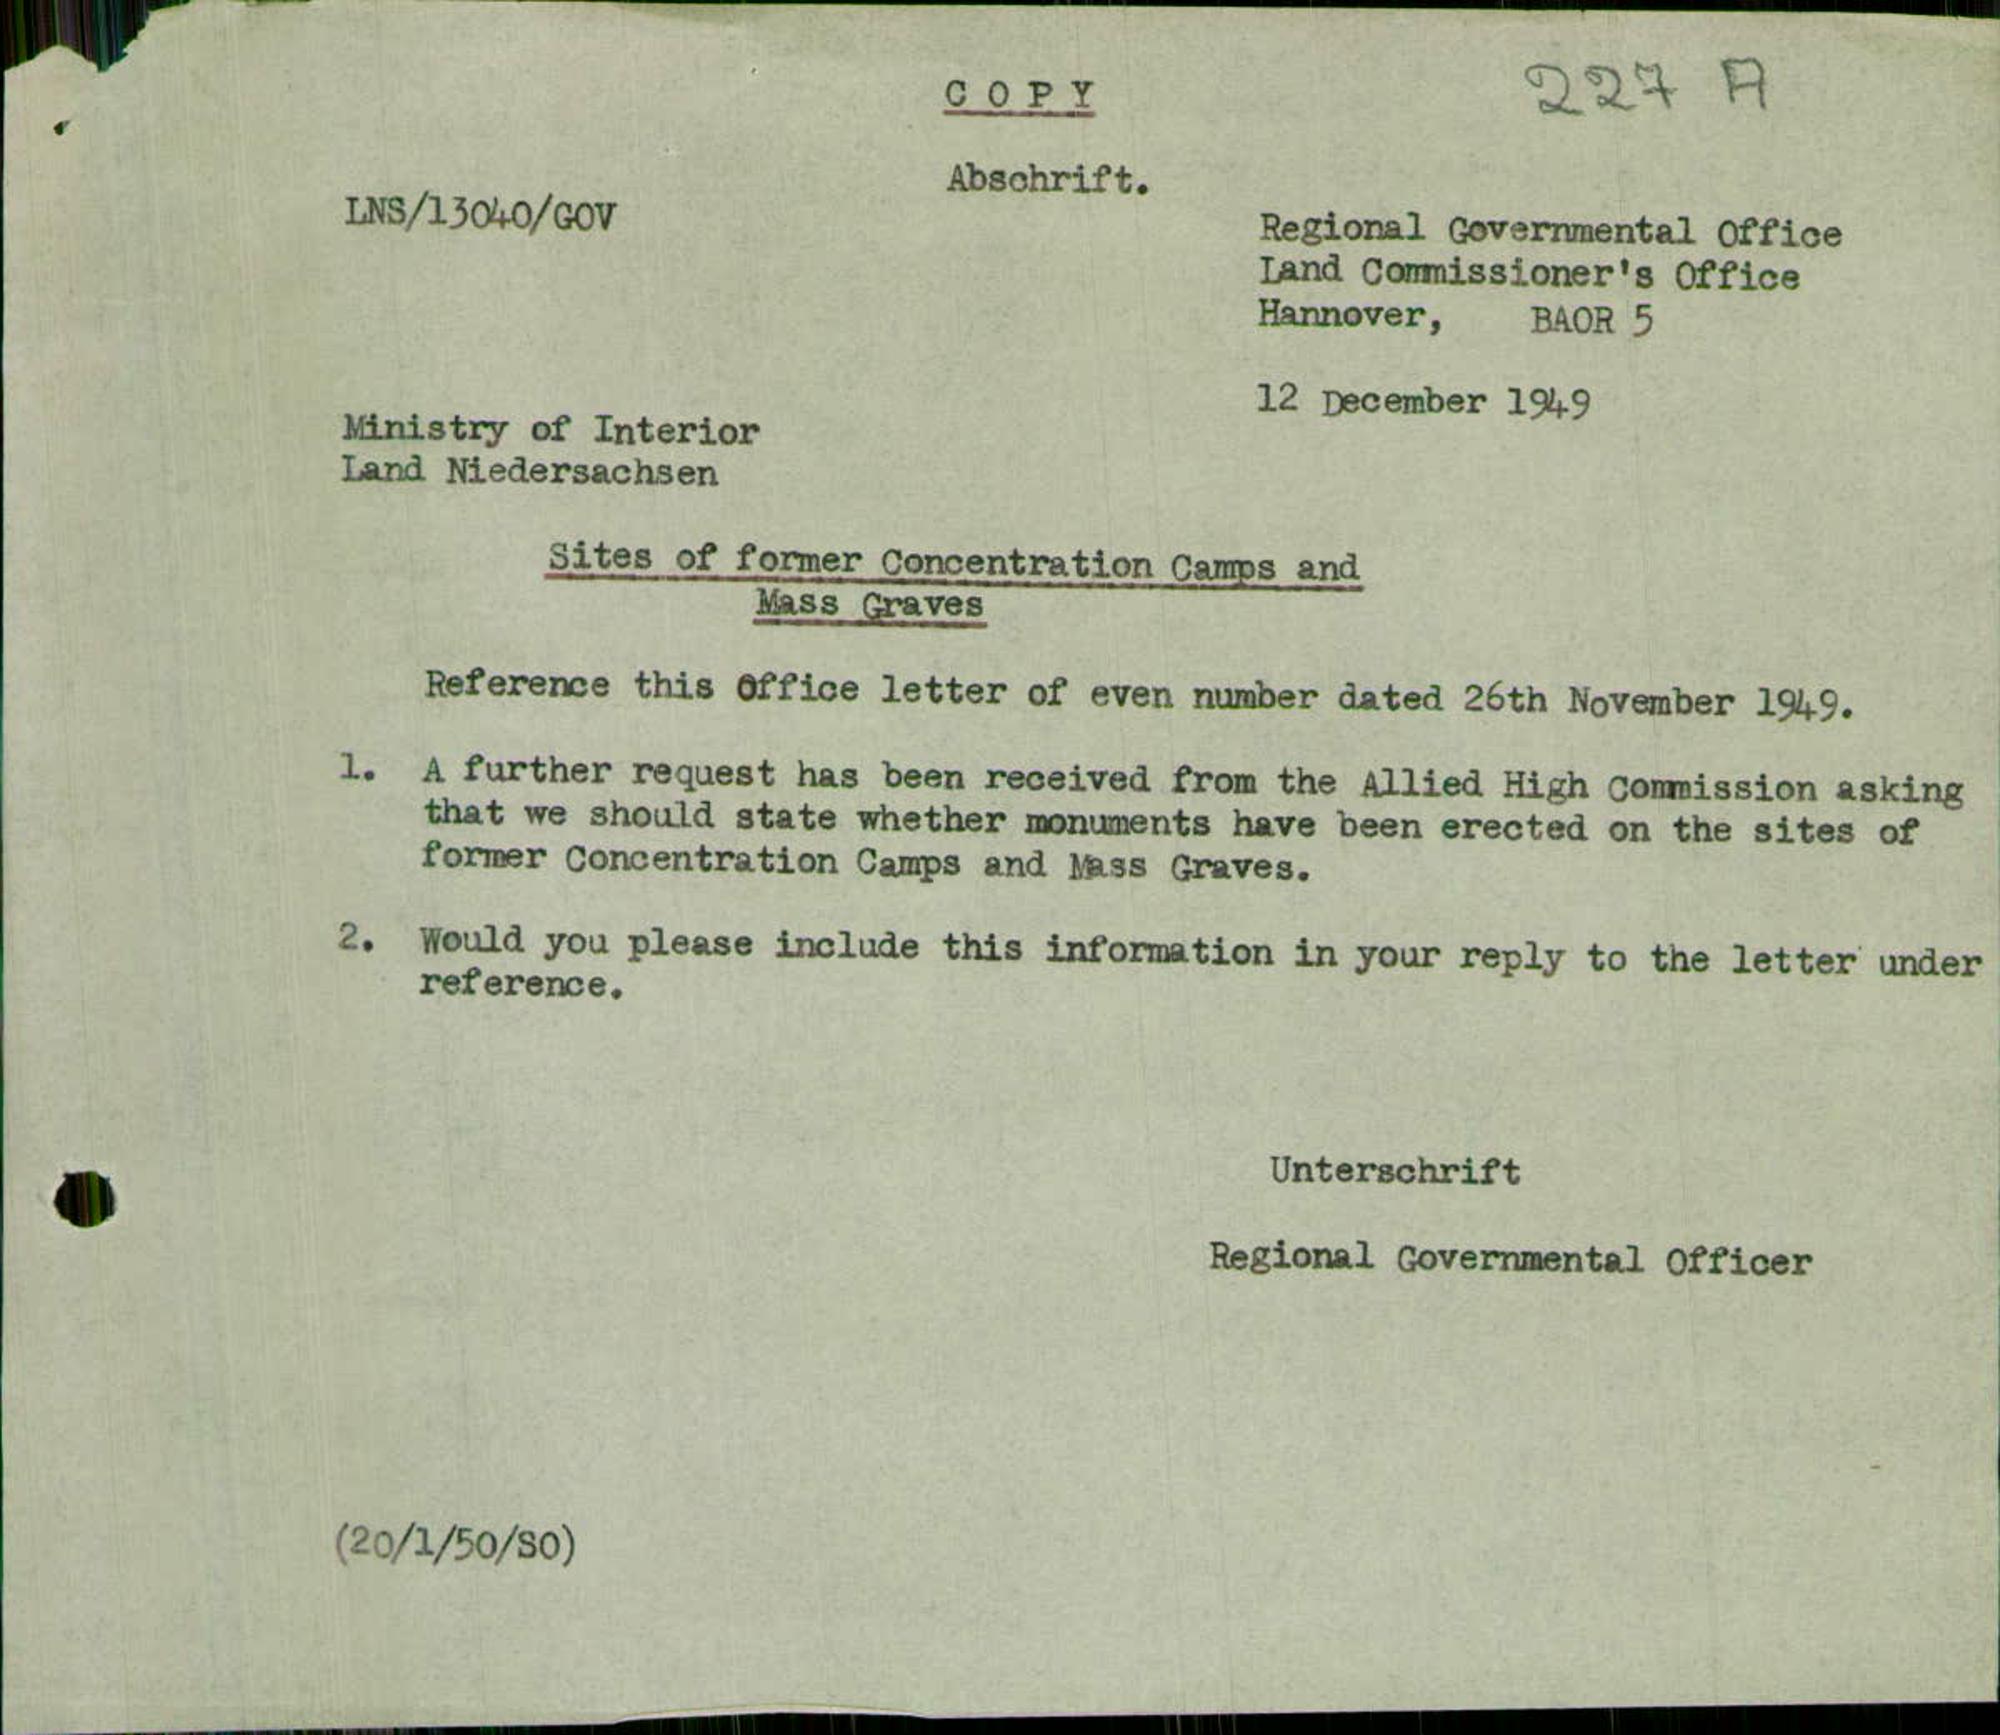 C O P Y
227 A
Abschrift.
LNS/13040/GOV
Regional Governmental Office
Land Commissioner's Office
Hannover, BAOR 5
12 December 1949
Ministry of Interior
Land Niedersachsen
Sites of former Concentration Camps and
Mass Graves
Reference this Office letter of even number dated 26th November 1949.
1. A further request has been received from the Allied High Commission asking
that we should state whether monuments have been erected on the sites of
former Concentration Camps and Mass Graves.
2. Would you please include this information in your reply to the letter under
reference.
Unterschrift
Regional Governmental Officer
(20/1/50/SO)